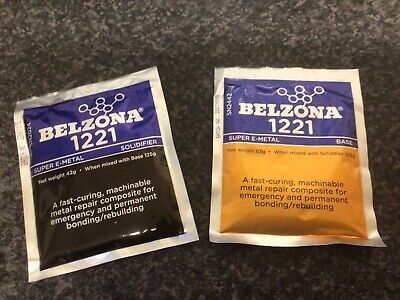 BELZONA®
1221
SUPER E-METAL
SOLIDIFIER
Net weight 42g • When mixed with Base 125g
A fast-curing, machinable
metal repair composite for
emergency and permanent
bonding/rebuilding
SN2442
BELZONA®
1221
SUPER E-METAL
BASE
Net weight 83g • When mixed with Solidifier 125g
A fast-curing, machinable
metal repair composite for
emergency and permanent
bonding/rebuilding